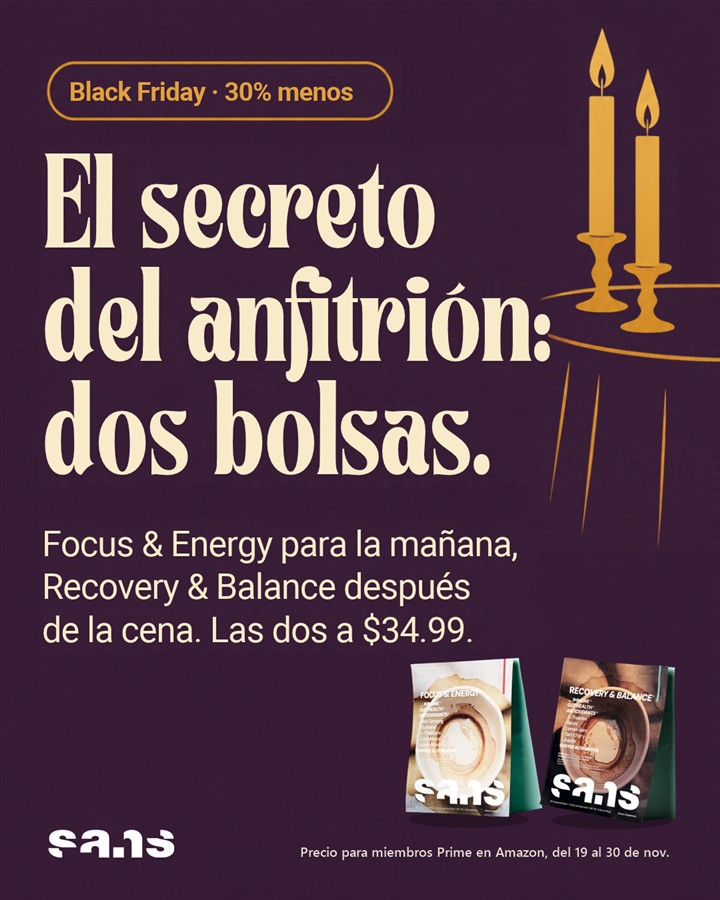 Black Friday · 30% menos
El secreto
del anfitrión:
dos bolsas.
Focus & Energy para la mañana,
Recovery & Balance después
de la cena. Las dos a $34.99.
FOCUS & ENERGY
sans
RECOVERY & BALANCE
sans
sans
Precio para miembros Prime en Amazon, del 19 al 30 de nov.